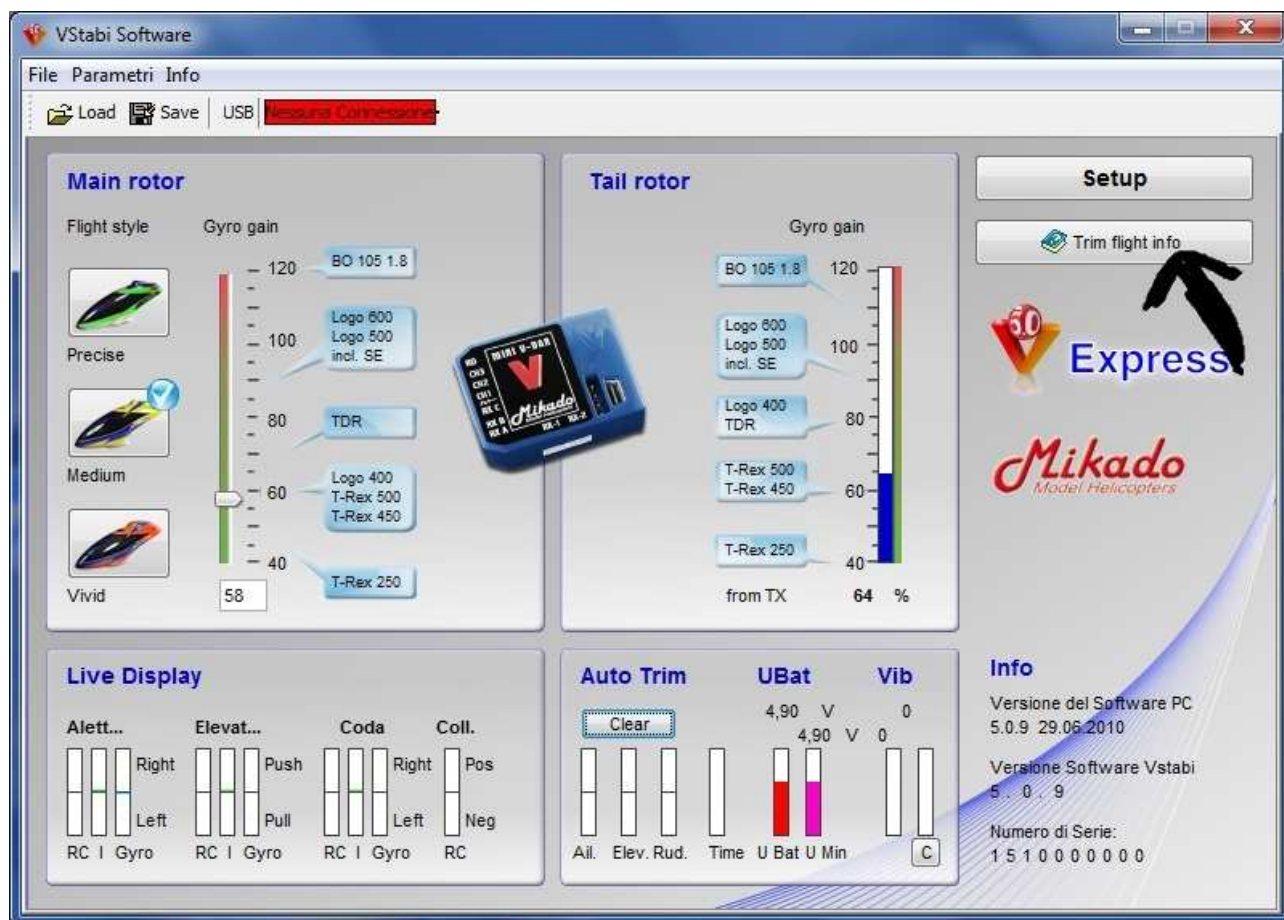 VStabi Software
File Parametri Info
Load Save USB Nessuna Connessione
Main rotor
Flight style
Gyro gain
Precise
Medium
Vivid
120
100
80
60
40
58
BO 105 1.8
Logo 600
Logo 500
incl. SE
TDR
Logo 400
T-Rex 500
T-Rex 450
T-Rex 250
MINI V-BAR
Mikado
RX B
RX A
RX-1 RX-2
Tail rotor
Gyro gain
BO 105 1.8
Logo 600
Logo 500
incl. SE
Logo 400
TDR
T-Rex 500
T-Rex 450
T-Rex 250
120
100
80
60
40
from TX 64 %
Setup
Trim flight info
5.0
Express
Mikado
Model Helicopters
Live Display
Alett... Elevat... Coda Coll.
Right Push Right Pos
Left Pull Left Neg
RC I Gyro RC I Gyro RC I Gyro RC
Auto Trim UBat Vib
Clear
4,90 V 0
4,90 V 0
Ail. Elev. Rud. Time U Bat U Min C
Info
Versione del Software PC
5.0.9 29.06.2010
Versione Software Vstabi
5 . 0 . 9
Numero di Serie:
1 5 1 0 0 0 0 0 0 0